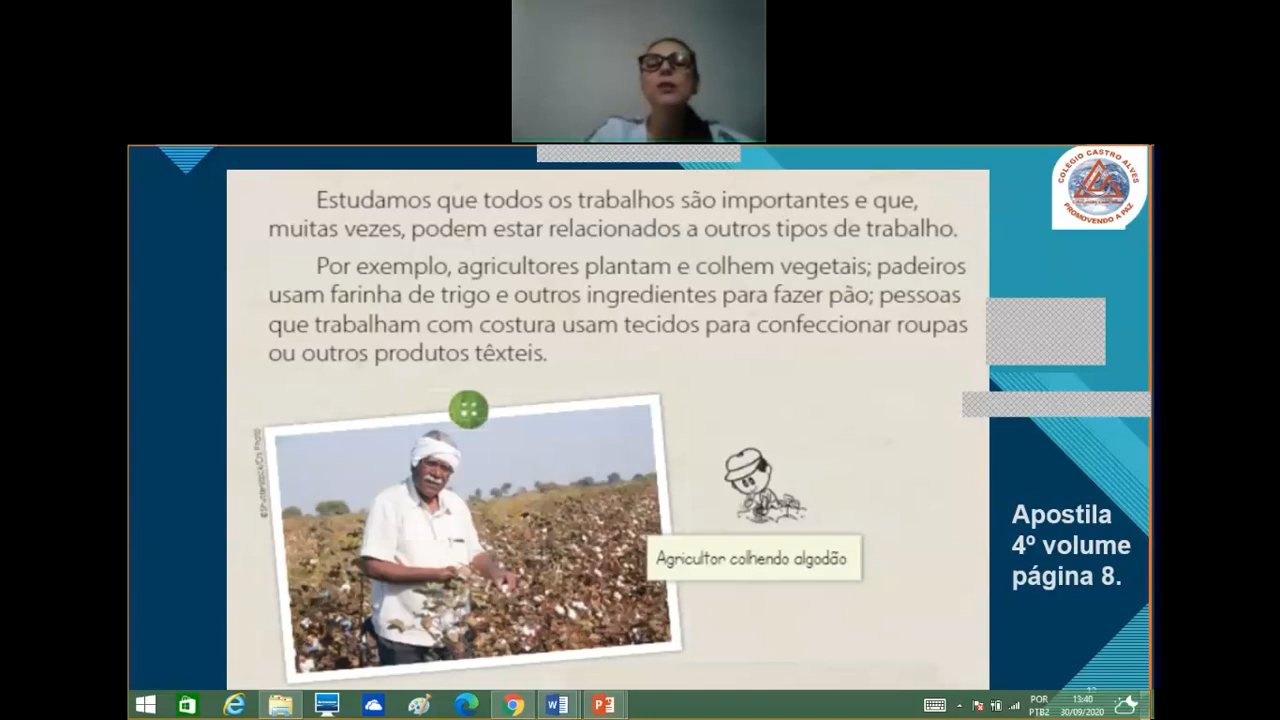 COLÉGIO CASTRO ALVES
PROMOVENDO A PAZ
Estudamos que todos os trabalhos são importantes e que,
muitas vezes, podem estar relacionados a outros tipos de trabalho.
Por exemplo, agricultores plantam e colhem vegetais; padeiros
usam farinha de trigo e outros ingredientes para fazer pão; pessoas
que trabalham com costura usam tecidos para confeccionar roupas
ou outros produtos têxteis.
Agricultor colhendo algodão
Apostila
4º volume
página 8.
POR
PTB2
13:40
30/09/2020